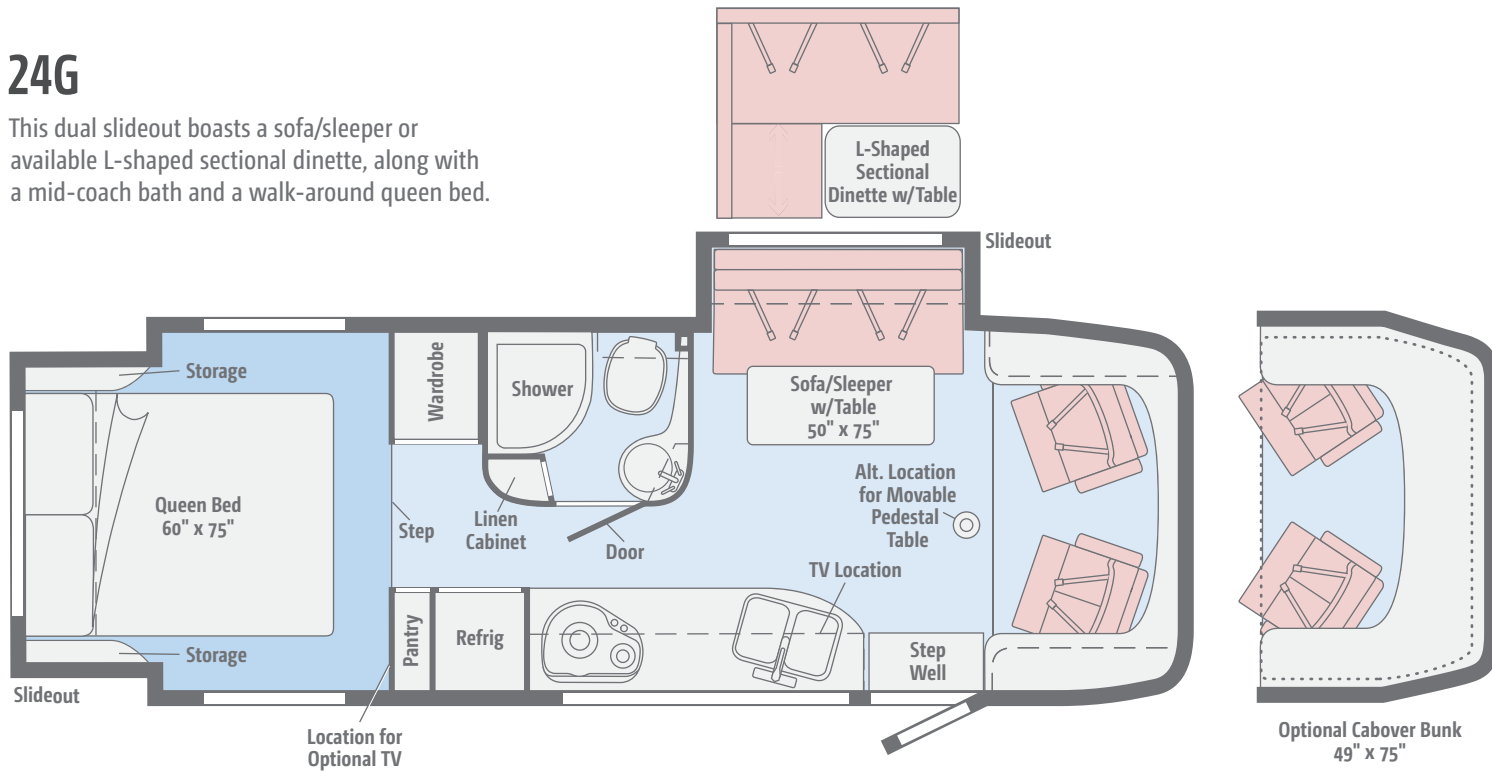 24G
This dual slideout boasts a sofa/sleeper or
available L-shaped sectional dinette, along with
a mid-coach bath and a walk-around queen bed.
L-Shaped
Sectional
Dinette w/Table
Slideout
Storage
Wardrobe
Shower
Sofa/Sleeper
w/Table
50" x 75"
Alt. Location
for Movable
Pedestal
Table
Queen Bed
60" x 75"
Step
Linen
Cabinet
Door
TV Location
Pantry
Refrig
Step
Well
Storage
Slideout
Location for
Optional TV
Optional Cabover Bunk
49" x 75"